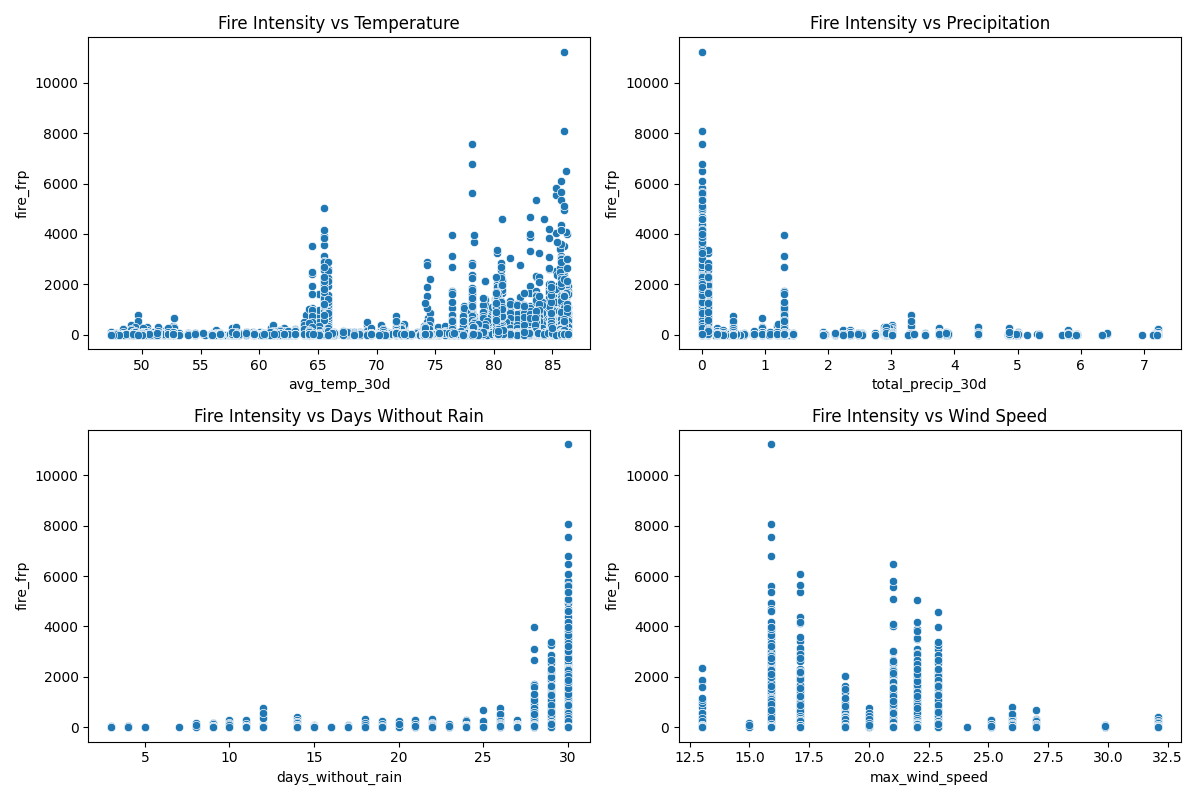 Fire Intensity vs Temperature
fire_frp
10000
8000
6000
4000
2000
0
50 55 60 65 70 75 80 85
avg_temp_30d
Fire Intensity vs Precipitation
fire_frp
10000
8000
6000
4000
2000
0
0 1 2 3 4 5 6 7
total_precip_30d
Fire Intensity vs Days Without Rain
fire_frp
10000
8000
6000
4000
2000
0
5 10 15 20 25 30
days_without_rain
Fire Intensity vs Wind Speed
fire_frp
10000
8000
6000
4000
2000
0
12.5 15.0 17.5 20.0 22.5 25.0 27.5 30.0 32.5
max_wind_speed